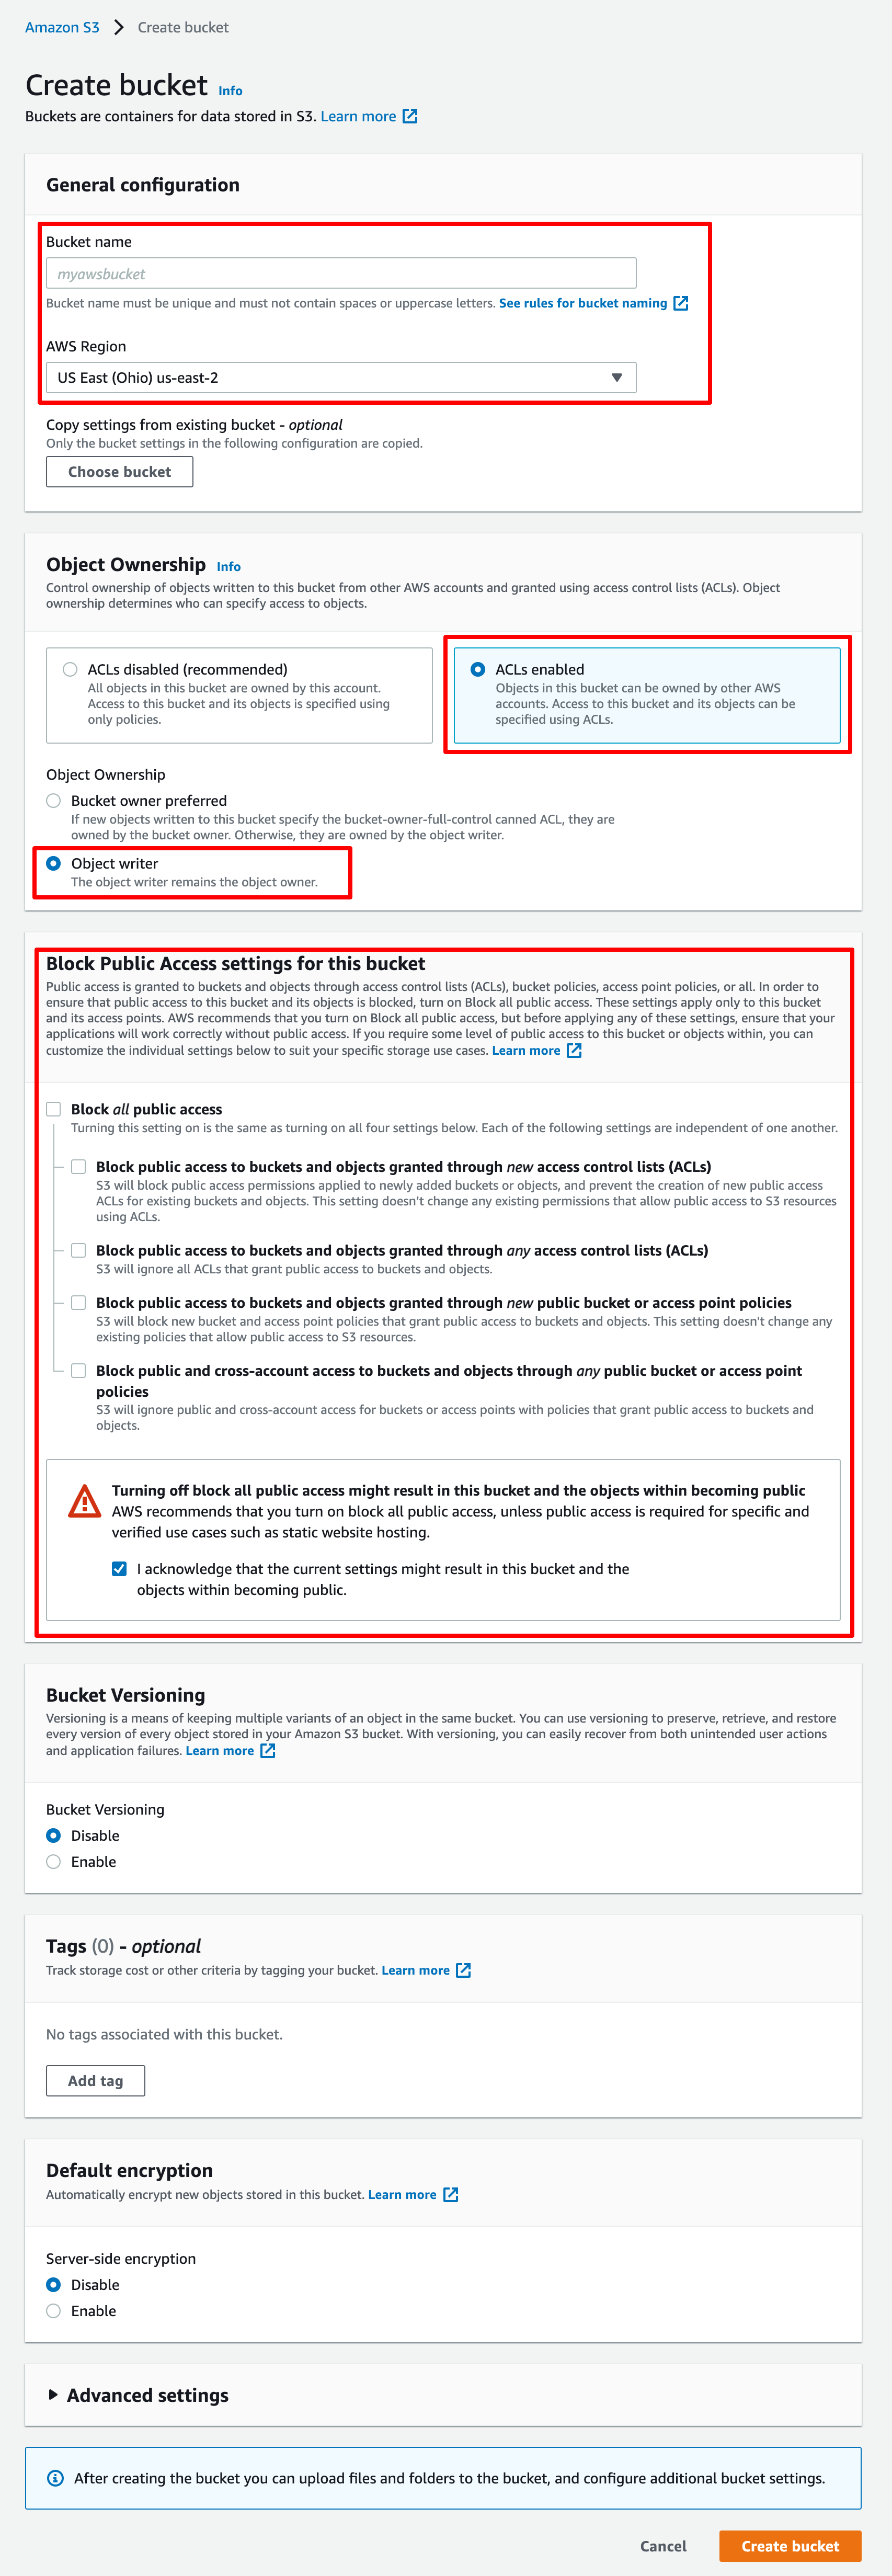 Amazon S3 > Create bucket
Create bucket Info
Buckets are containers for data stored in S3. Learn more
General configuration
Bucket name
myawsbucket
Bucket name must be unique and must not contain spaces or uppercase letters. See rules for bucket naming
AWS Region
US East (Ohio) us-east-2
Copy settings from existing bucket - optional
Only the bucket settings in the following configuration are copied.
Choose bucket
Object Ownership Info
Control ownership of objects written to this bucket from other AWS accounts and granted using access control lists (ACLs). Object
ownership determines who can specify access to objects.
ACLs disabled (recommended)
All objects in this bucket are owned by this account.
Access to this bucket and its objects is specified using
only policies.
ACLs enabled
Objects in this bucket can be owned by other AWS
accounts. Access to this bucket and its objects can be
specified using ACLs.
Object Ownership
Bucket owner preferred
If new objects written to this bucket specify the bucket-owner-full-control canned ACL, they are
owned by the bucket owner. Otherwise, they are owned by the object writer.
Object writer
The object writer remains the object owner.
Block Public Access settings for this bucket
Public access is granted to buckets and objects through access control lists (ACLs), bucket policies, access point policies, or all. In order to
ensure that public access to this bucket and its objects is blocked, turn on Block all public access. These settings apply only to this bucket
and its access points. AWS recommends that you turn on Block all public access, but before applying any of these settings, ensure that your
applications will work correctly without public access. If you require some level of public access to this bucket or objects within, you can
customize the individual settings below to suit your specific storage use cases. Learn more
Block all public access
Turning this setting on is the same as turning on all four settings below. Each of the following settings are independent of one another.
Block public access to buckets and objects granted through new access control lists (ACLs)
S3 will block public access permissions applied to newly added buckets or objects, and prevent the creation of new public access
ACLs for existing buckets and objects. This setting doesn’t change any existing permissions that allow public access to S3 resources
using ACLs.
Block public access to buckets and objects granted through any access control lists (ACLs)
S3 will ignore all ACLs that grant public access to buckets and objects.
Block public access to buckets and objects granted through new public bucket or access point policies
S3 will block new bucket and access point policies that grant public access to buckets and objects. This setting doesn't change any
existing policies that allow public access to S3 resources.
Block public and cross-account access to buckets and objects through any public bucket or access point
policies
S3 will ignore public and cross-account access for buckets or access points with policies that grant public access to buckets and
objects.
Turning off block all public access might result in this bucket and the objects within becoming public
AWS recommends that you turn on block all public access, unless public access is required for specific and
verified use cases such as static website hosting.
I acknowledge that the current settings might result in this bucket and the
objects within becoming public.
Bucket Versioning
Versioning is a means of keeping multiple variants of an object in the same bucket. You can use versioning to preserve, retrieve, and restore
every version of every object stored in your Amazon S3 bucket. With versioning, you can easily recover from both unintended user actions
and application failures. Learn more
Bucket Versioning
Disable
Enable
Tags (0) - optional
Track storage cost or other criteria by tagging your bucket. Learn more
No tags associated with this bucket.
Add tag
Default encryption
Automatically encrypt new objects stored in this bucket. Learn more
Server-side encryption
Disable
Enable
Advanced settings
After creating the bucket you can upload files and folders to the bucket, and configure additional bucket settings.
Cancel
Create bucket